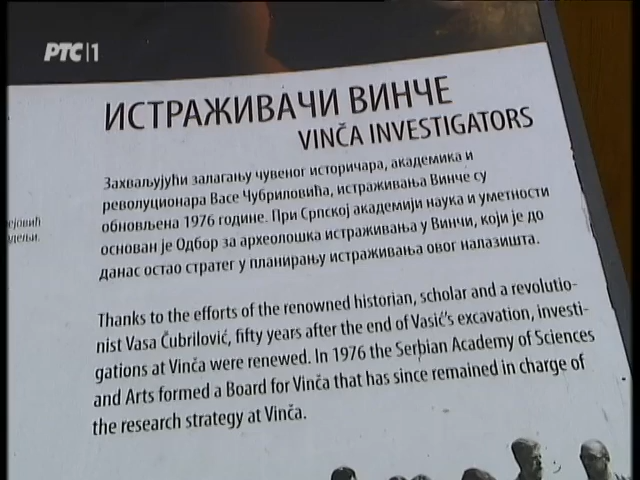 РТС|1
ИСТРАЖИВАЧИ ВИНЧЕ
VINČA INVESTIGATORS
Захваљујући залагању чувеног историчара, академика и
револуционара Васе Чубриловића, истраживања Винче су
обновљена 1976 године. При Српској академији наука и уметности
основан је Одбор за археолошка истраживања у Винчи, који је до
данас остао стратег у планирању истраживања овог налазишта.
Thanks to the efforts of the renowned historian, scholar and a revolutio-
nist Vasa Čubrilović, fifty years after the end of Vasić's excavation, investi-
gations at Vinča were renewed. In 1976 the Serbian Academy of Sciences
and Arts formed a Board for Vinča that has since remained in charge of
the research strategy at Vinča.